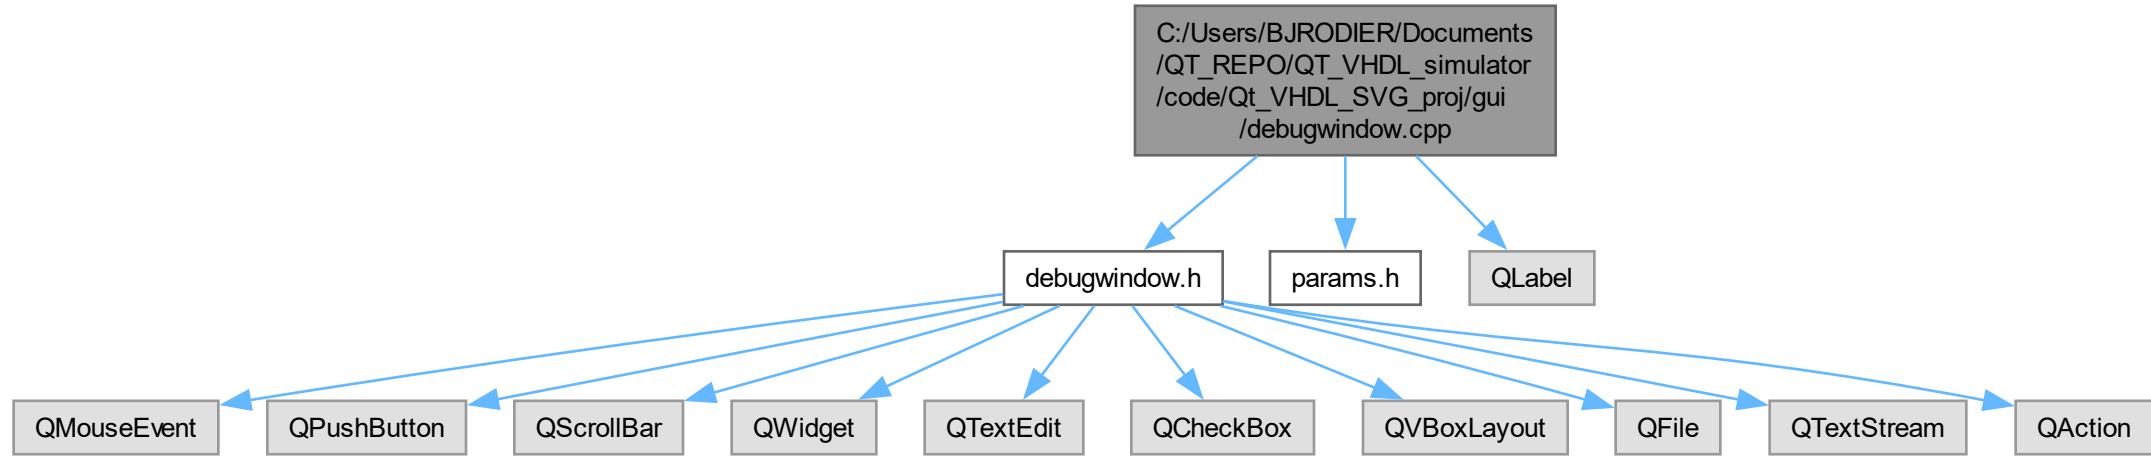 C:/Users/BJRODIER/Documents
/QT_REPO/QT_VHDL_simulator
/code/Qt_VHDL_SVG_proj/gui
/debugwindow.cpp
debugwindow.h
params.h
QLabel
QMouseEvent
QPushButton
QScrollBar
QWidget
QTextEdit
QCheckBox
QVBoxLayout
QFile
QTextStream
QAction